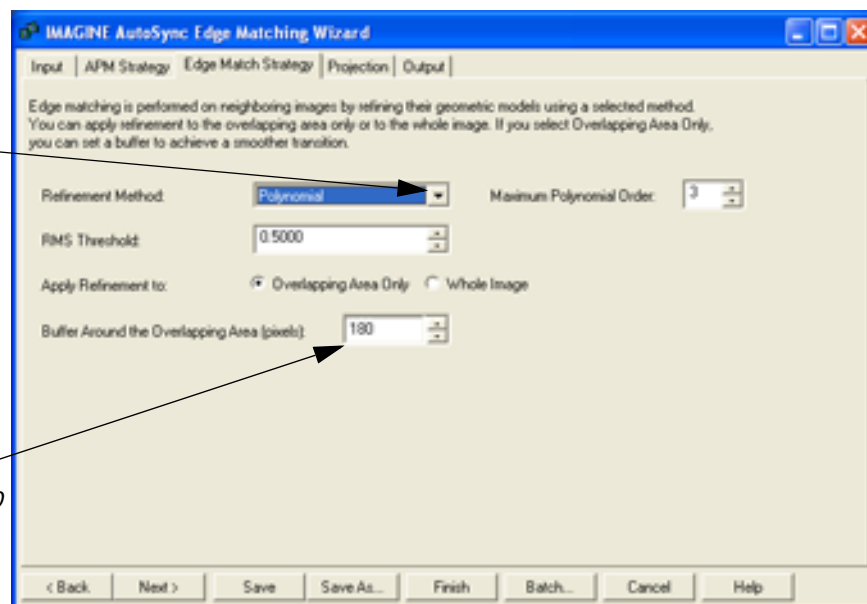 IMAGINE AutoSync Edge Matching Wizard
Input APM Strategy Edge Match Strategy Projection Output
Edge matching is performed on neighboring images by refining their geometric models using a selected method.
You can apply refinement to the overlapping area only or to the whole image. If you select Overlapping Area Only,
you can set a buffer to achieve a smoother transition.
Refinement Method: Polynomial Maximum Polynomial Order: 3
RMS Threshold: 0.5000
Apply Refinement to: Overlapping Area Only Whole Image
Buffer Around the Overlapping Area (pixels): 180
< Back Next > Save Save As... Finish Batch... Cancel Help